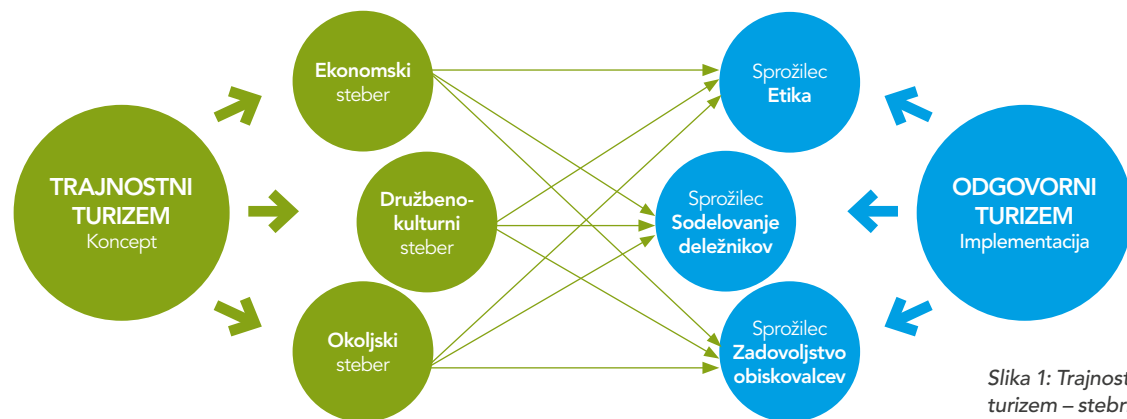 TRAJNOSTNI
TURIZEM
Koncept
Ekonomski
steber
Družbeno-
kulturni
steber
Okoljski
steber
Sprožilec
Etika
Sprožilec
Sodelovanje
deležnikov
Sprožilec
Zadovoljstvo
obiskovalcev
ODGOVORNI
TURIZEM
Implementacija
Slika 1: Trajnost
turizem – stebr